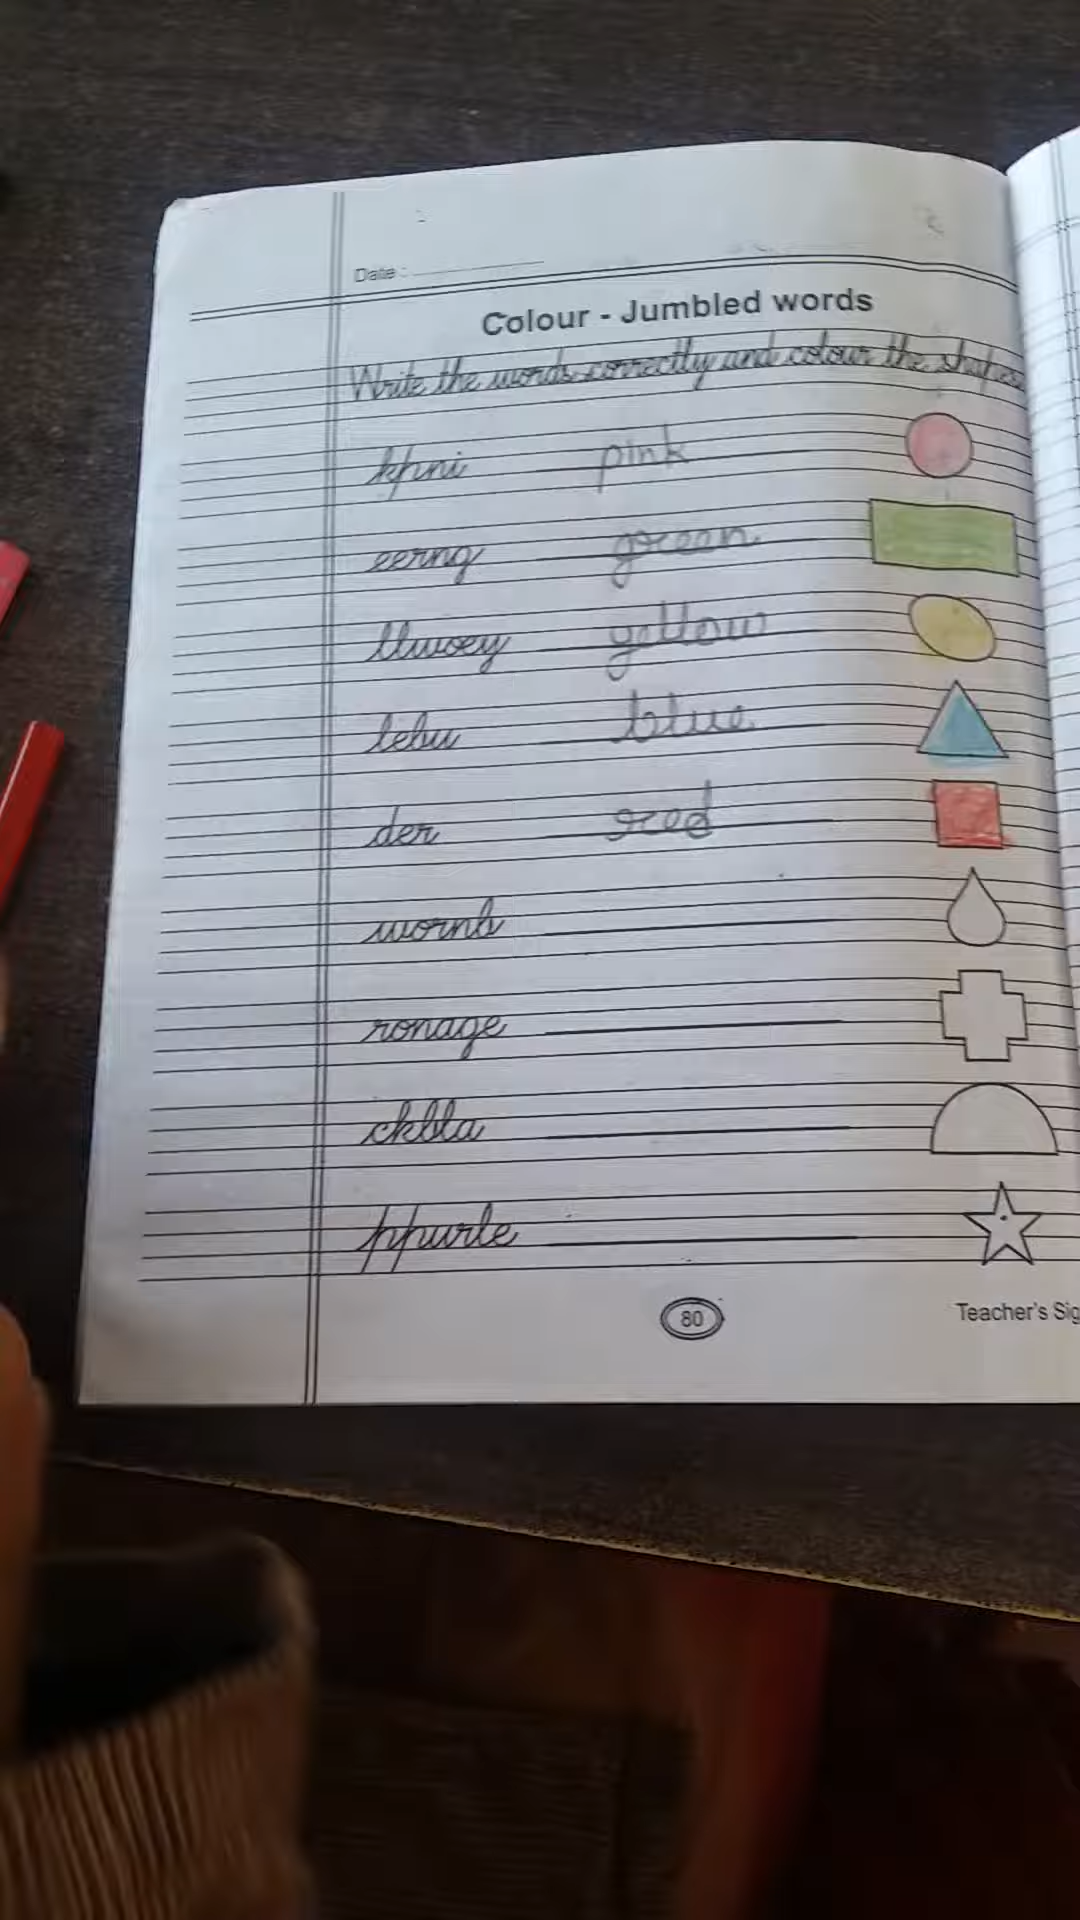 Date :
Colour - Jumbled words
Write the words correctly and colour the shapes
kpni pink
eerng green
llwoey yellow
lebu blue
der red
wornb
ronage
ckbla
ppurle
80
Teacher's Sig